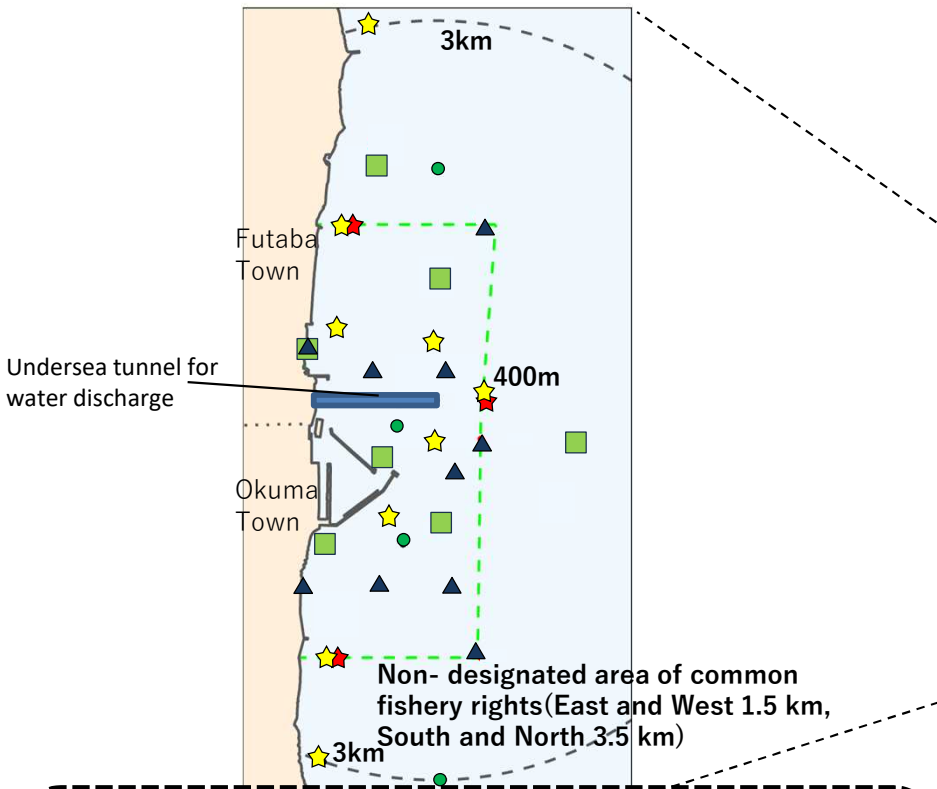 3km
Futaba
Town
Undersea tunnel for
water discharge
400m
Okuma
Town
Non- designated area of common
fishery rights(East and West 1.5 km,
South and North 3.5 km)
3km